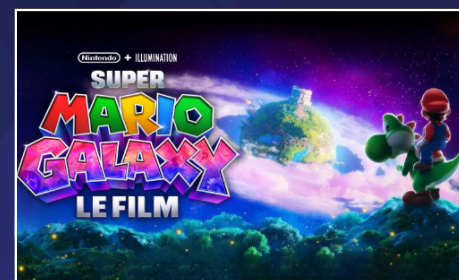 Nintendo + ILLUMINATION
SUPER
MARIO
GALAXY
LE FILM